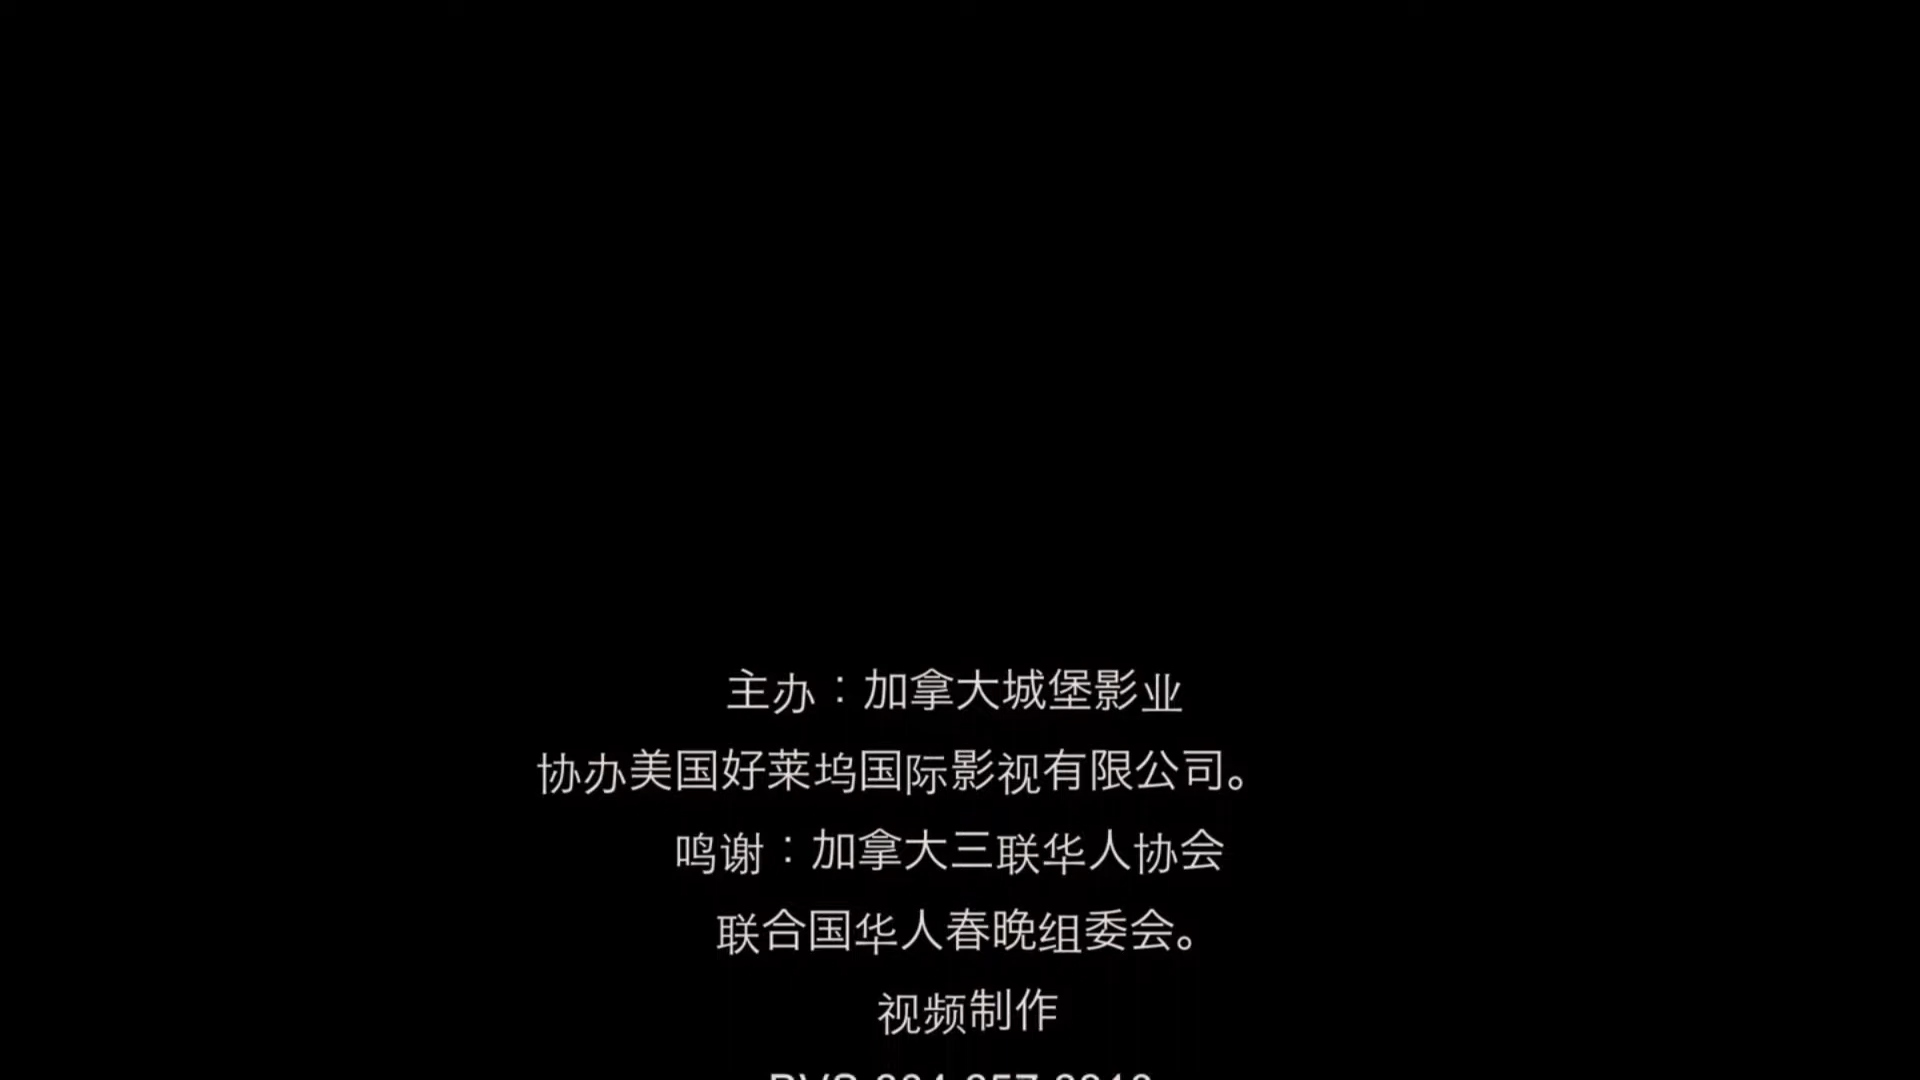 主办：加拿大城堡影业
协办美国好莱坞国际影视有限公司。
鸣谢：加拿大三联华人协会
联合国华人春晚组委会。
视频制作